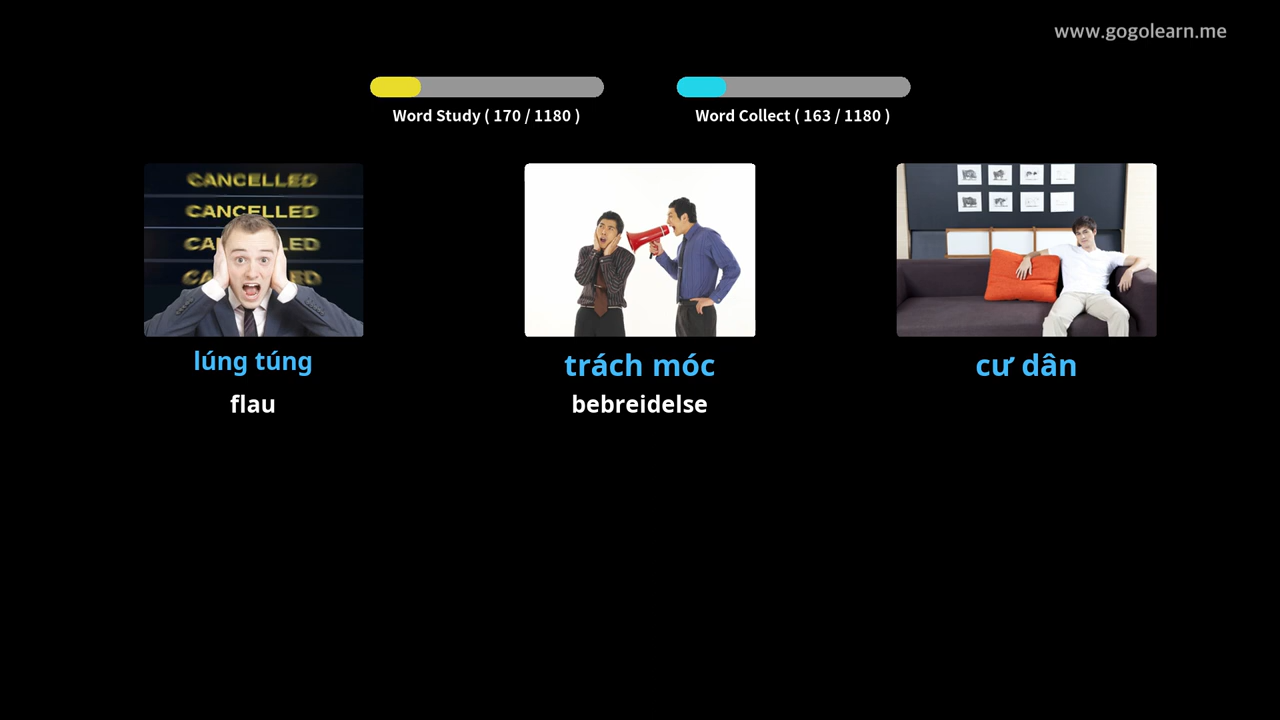 www.gogolearn.me
Word Study ( 170 / 1180 )
Word Collect ( 163 / 1180 )
CANCELLED
CANCELLED
lúng túng
trách móc
cư dân
flau
bebreidelse